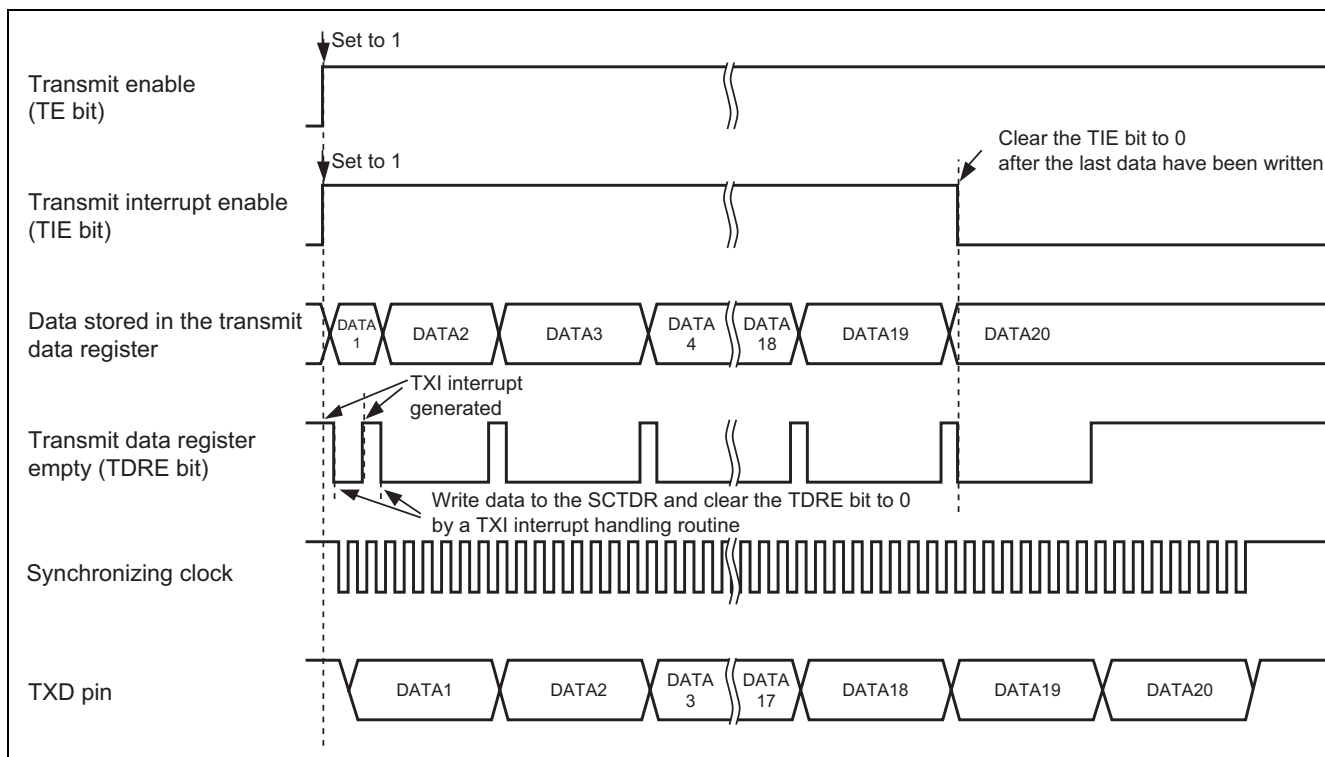 Set to 1
Transmit enable
(TE bit)
Clear the TIE bit to 0
after the last data have been written
Set to 1
Transmit interrupt enable
(TIE bit)
Data stored in the transmit
data register
DATA
1
DATA2
DATA3
DATA
4
DATA
18
DATA19
DATA20
TXI interrupt
generated
Transmit data register
empty (TDRE bit)
Write data to the SCTDR and clear the TDRE bit to 0
by a TXI interrupt handling routine
Synchronizing clock
TXD pin
DATA1
DATA2
DATA
3
DATA
17
DATA18
DATA19
DATA20